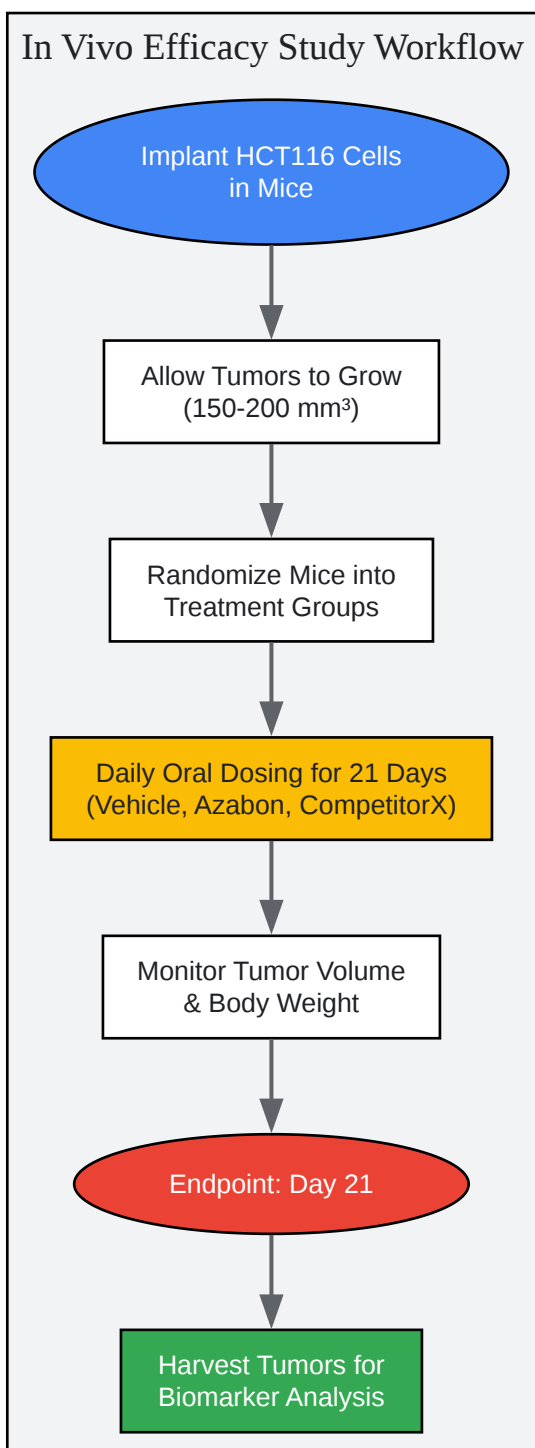 In Vivo Efficacy Study Workflow
Implant HCT116 Cells
in Mice
Allow Tumors to Grow
(150-200 mm³)
Randomize Mice into
Treatment Groups
Daily Oral Dosing for 21 Days
(Vehicle, Azabon, CompetitorX)
Monitor Tumor Volume
& Body Weight
Endpoint: Day 21
Harvest Tumors for
Biomarker Analysis